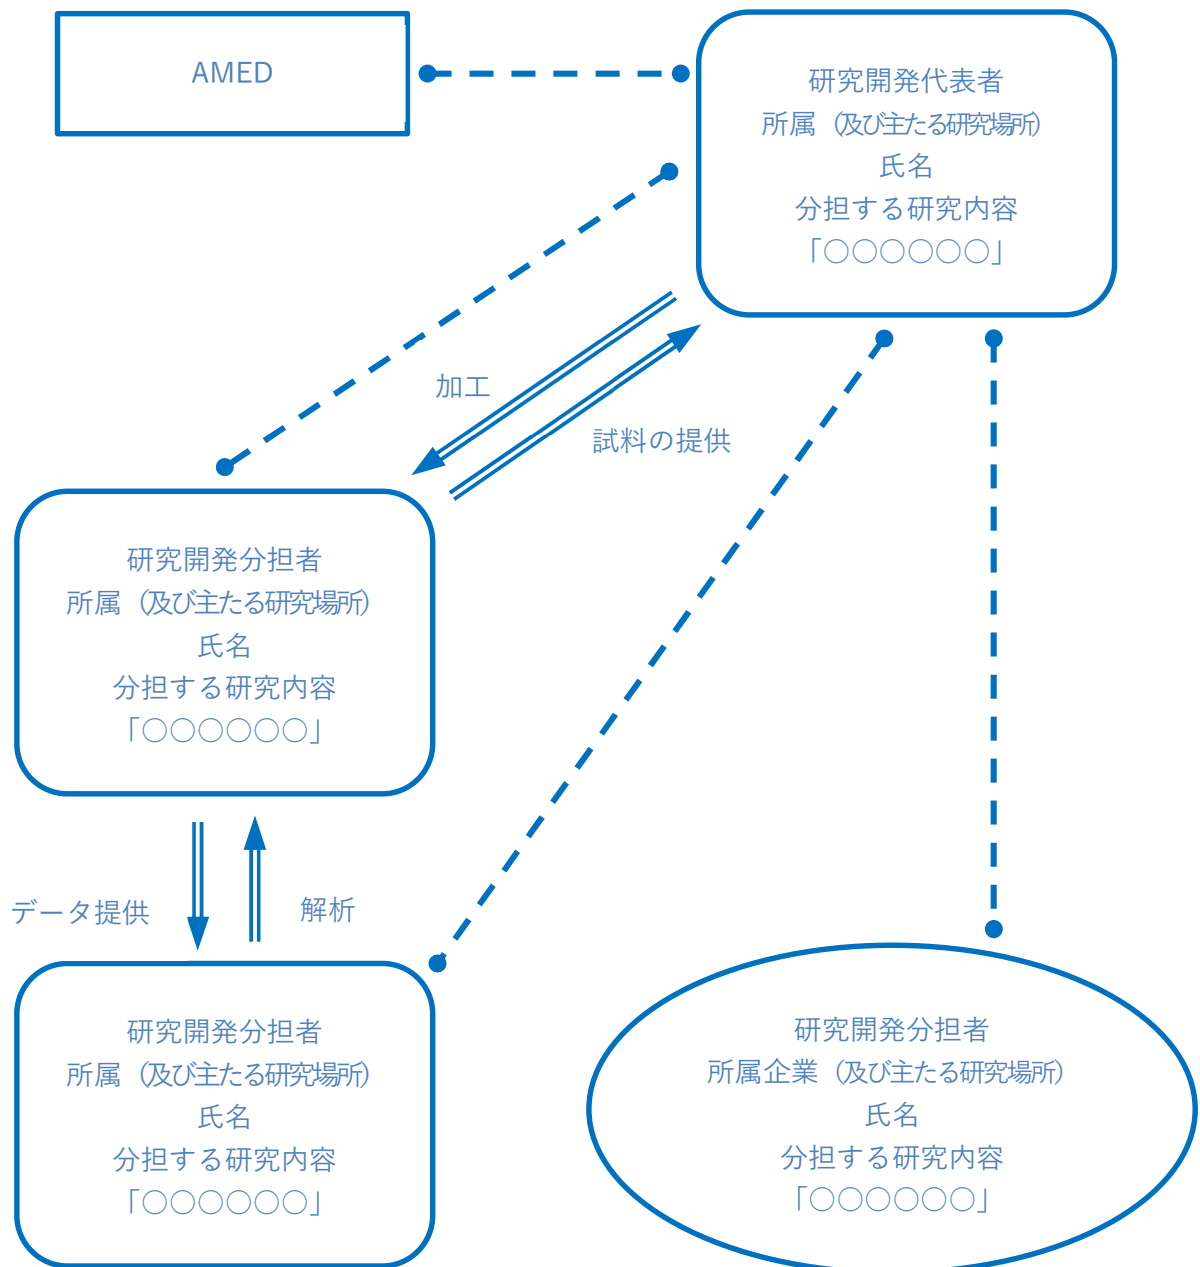 AMED
研究開発代表者
所属（及び主たる研究場所）
氏名
分担する研究内容
「○○○○○○」
加工
試料の提供
研究開発分担者
所属（及び主たる研究場所）
氏名
分担する研究内容
「○○○○○○」
データ提供
解析
研究開発分担者
所属（及び主たる研究場所）
氏名
分担する研究内容
「○○○○○○」
研究開発分担者
所属企業（及び主たる研究場所）
氏名
分担する研究内容
「○○○○○○」